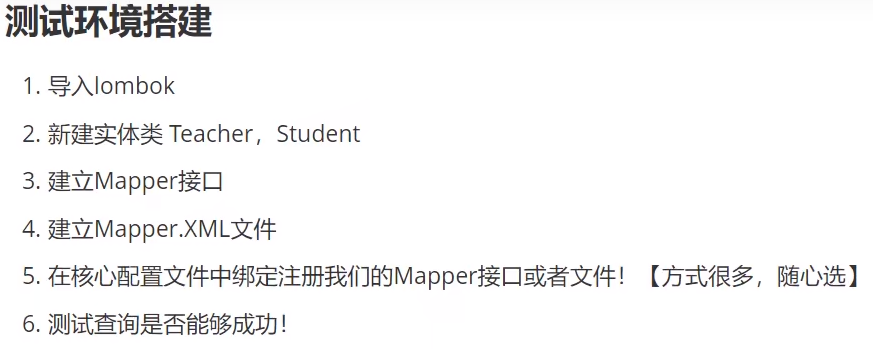 测试环境搭建
1. 导入lombok
2. 新建实体类 Teacher，Student
3. 建立Mapper接口
4. 建立Mapper.XML文件
5. 在核心配置文件中绑定注册我们的Mapper接口或者文件！【方式很多，随心选】
6. 测试查询是否能够成功！